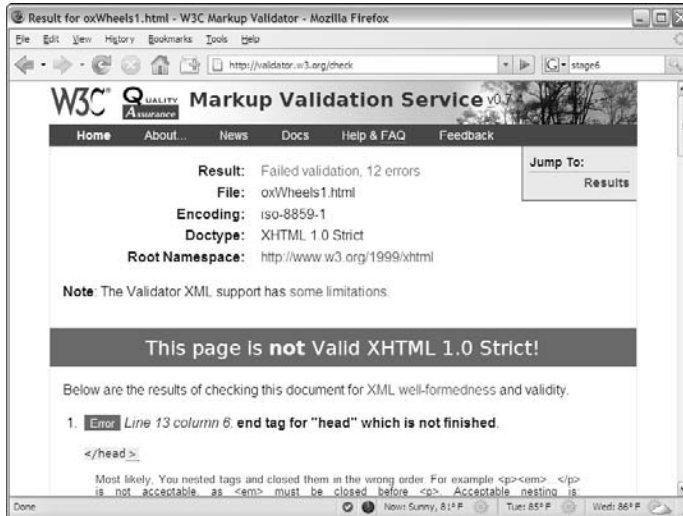 Result for oxWheels1.html - W3C Markup Validator - Mozilla Firefox
File Edit View History Bookmarks Tools Help
http://validator.w3.org/check
G stage6
W3C® QUALITY Assurance Markup Validation Service v0.7
Home About... News Docs Help & FAQ Feedback
Jump To:
Results
Result: Failed validation, 12 errors
File: oxWheels1.html
Encoding: iso-8859-1
Doctype: XHTML 1.0 Strict
Root Namespace: http://www.w3.org/1999/xhtml
Note: The Validator XML support has some limitations.
This page is not Valid XHTML 1.0 Strict!
Below are the results of checking this document for XML well-formedness and validity.
1. Error Line 13 column 6: end tag for "head" which is not finished.
</head>
Most likely, You nested tags and closed them in the wrong order. For example <p><em>...</p>
is not acceptable, as <em> must be closed before <p>. Acceptable nesting is:
Done Now: Sunny, 81° F Tue: 85° F Wed: 86° F